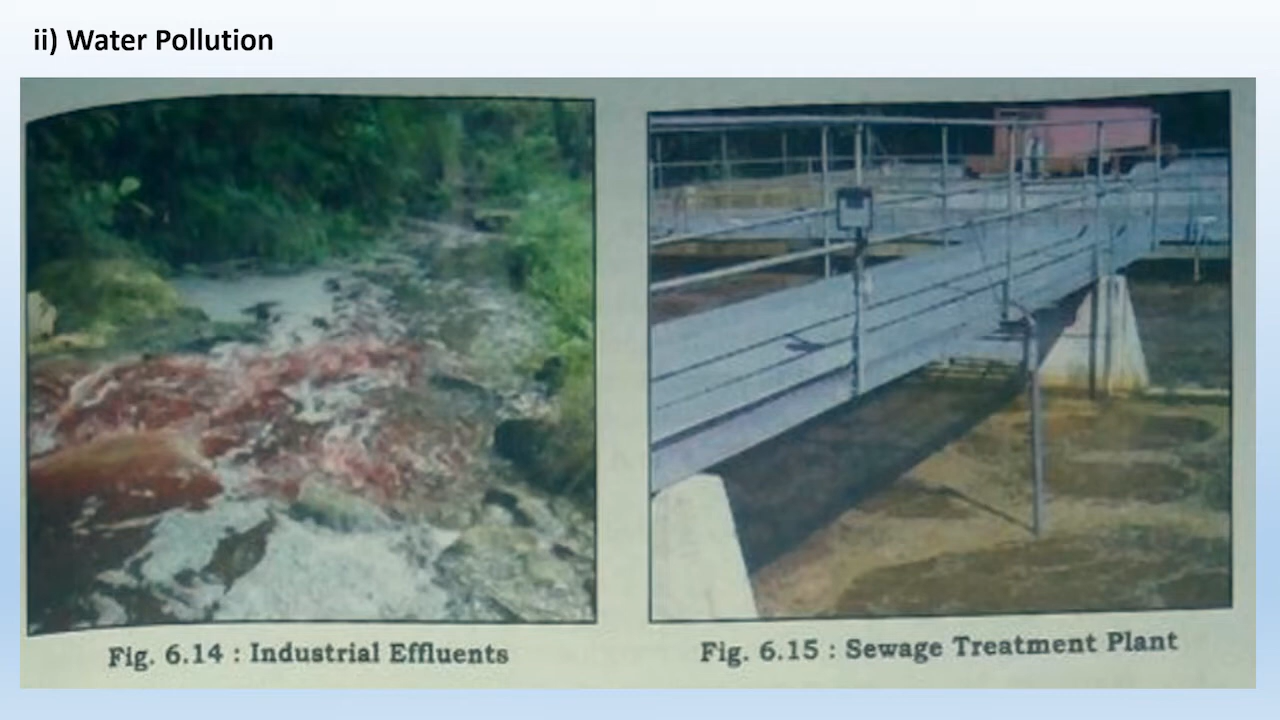 ii) Water Pollution
Fig. 6.14 : Industrial Effluents
Fig. 6.15 : Sewage Treatment Plant